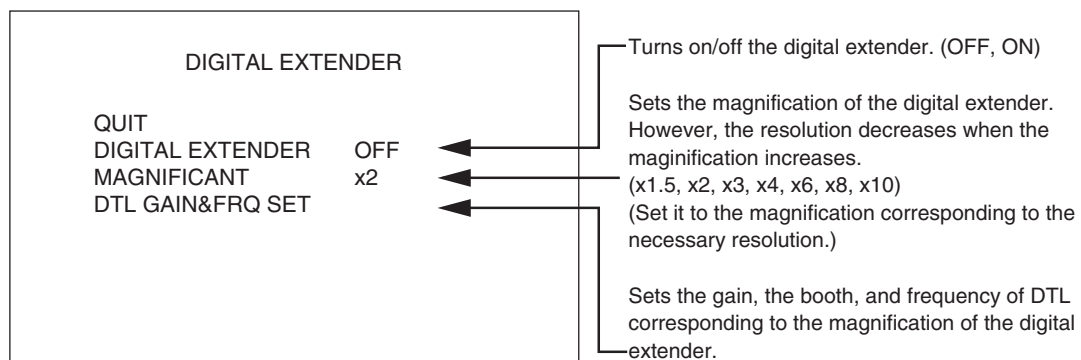 DIGITAL EXTENDER
QUIT
DIGITAL EXTENDER OFF
MAGNIFICANT x2
DTL GAIN&FRQ SET
Turns on/off the digital extender. (OFF, ON)
Sets the magnification of the digital extender.
However, the resolution decreases when the
maginification increases.
(x1.5, x2, x3, x4, x6, x8, x10)
(Set it to the magnification corresponding to the
necessary resolution.)
Sets the gain, the booth, and frequency of DTL
corresponding to the magnification of the digital
extender.